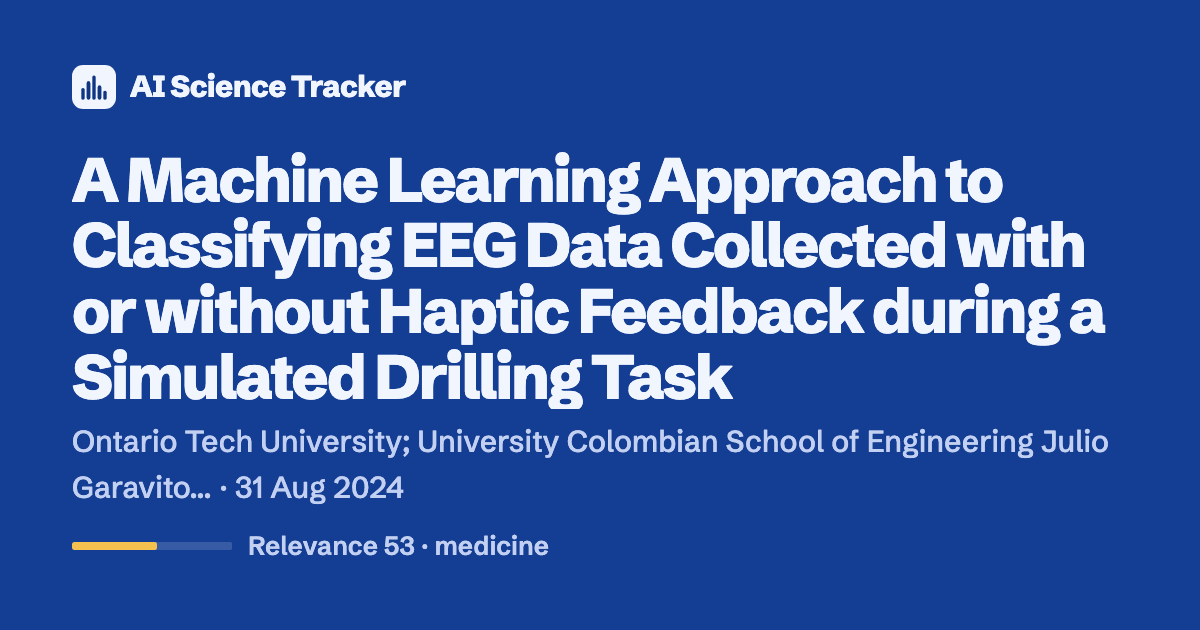 AI Science Tracker
A Machine Learning Approach to
Classifying EEG Data Collected with
or without Haptic Feedback during a
Simulated Drilling Task
Ontario Tech University; University Colombian School of Engineering Julio
Garavito... · 31 Aug 2024
Relevance 53 · medicine